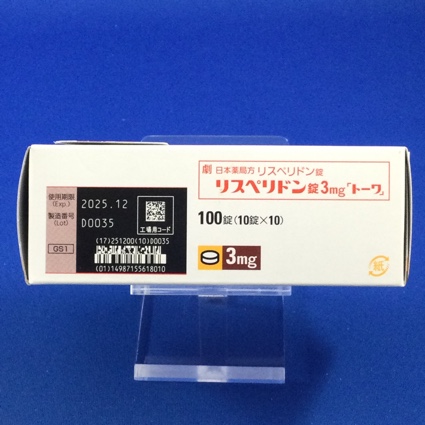 使用期限
(Exp.)
2025.12
製造番号
(Lot)
D0035
工場用コード
GS1
(17)251200(10)D0035
(01)14987155618010
劇 日本薬局方 リスペリドン錠
リスペリドン錠3mg「トーワ」
100錠(10錠×10)
3mg
紙